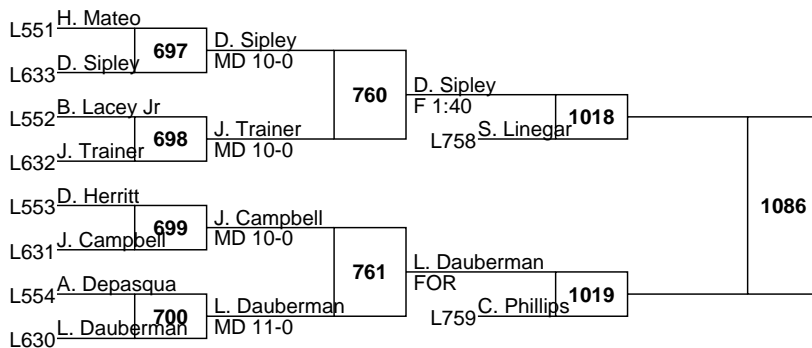 H. Mateo
L551
697
D. Sipley
MD 10-0
D. Sipley
L633
760
D. Sipley
F 1:40
B. Lacey Jr
L552
698
J. Trainer
MD 10-0
J. Trainer
L632
L758
S. Linegar
1018
1086
D. Herritt
L553
699
J. Campbell
MD 10-0
J. Campbell
L631
761
L. Dauberman
FOR
A. Depasqua
L554
700
L. Dauberman
MD 11-0
L. Dauberman
L630
L759
C. Phillips
1019